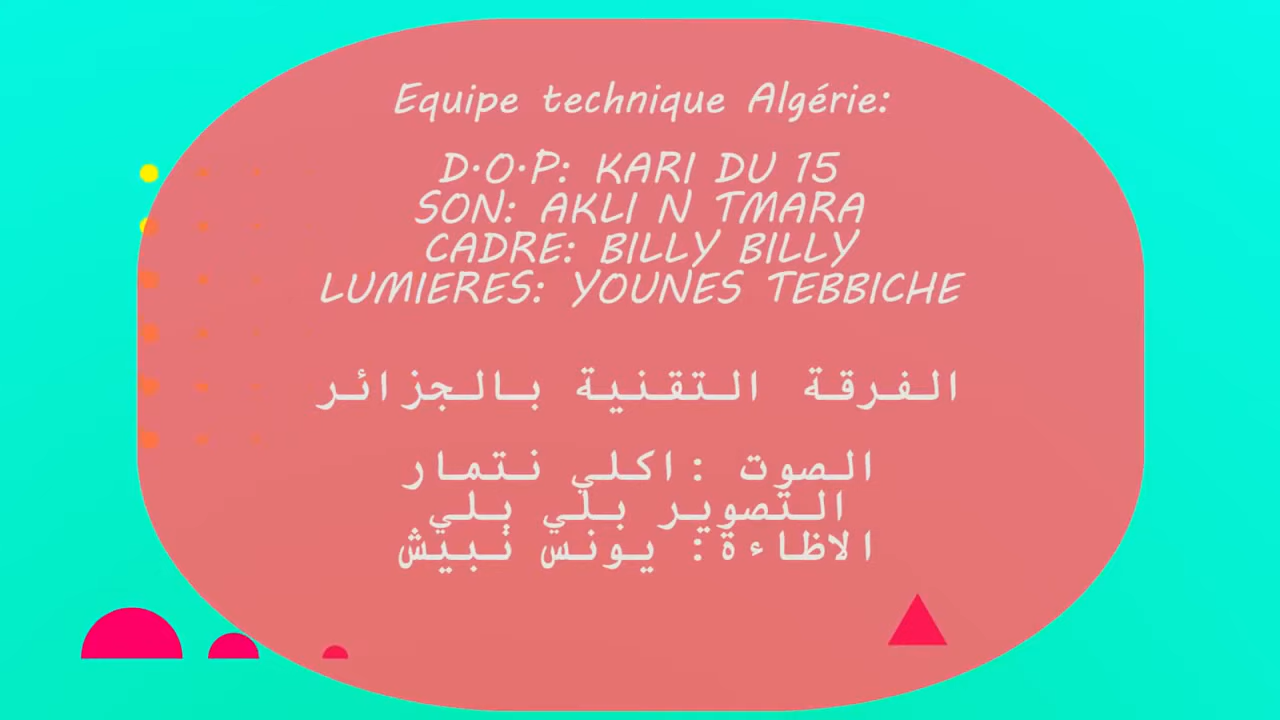 Equipe technique Algérie:
D.O.P: KARI DU 15
SON: AKLI N TMARA
CADRE: BILLY BILLY
LUMIERES: YOUNES TEBBICHE
الفرقة التقنية بالجزائر
الصوت :اكلي نتمار
التصوير بلي بلي
الاظاءة: يونس تبيش